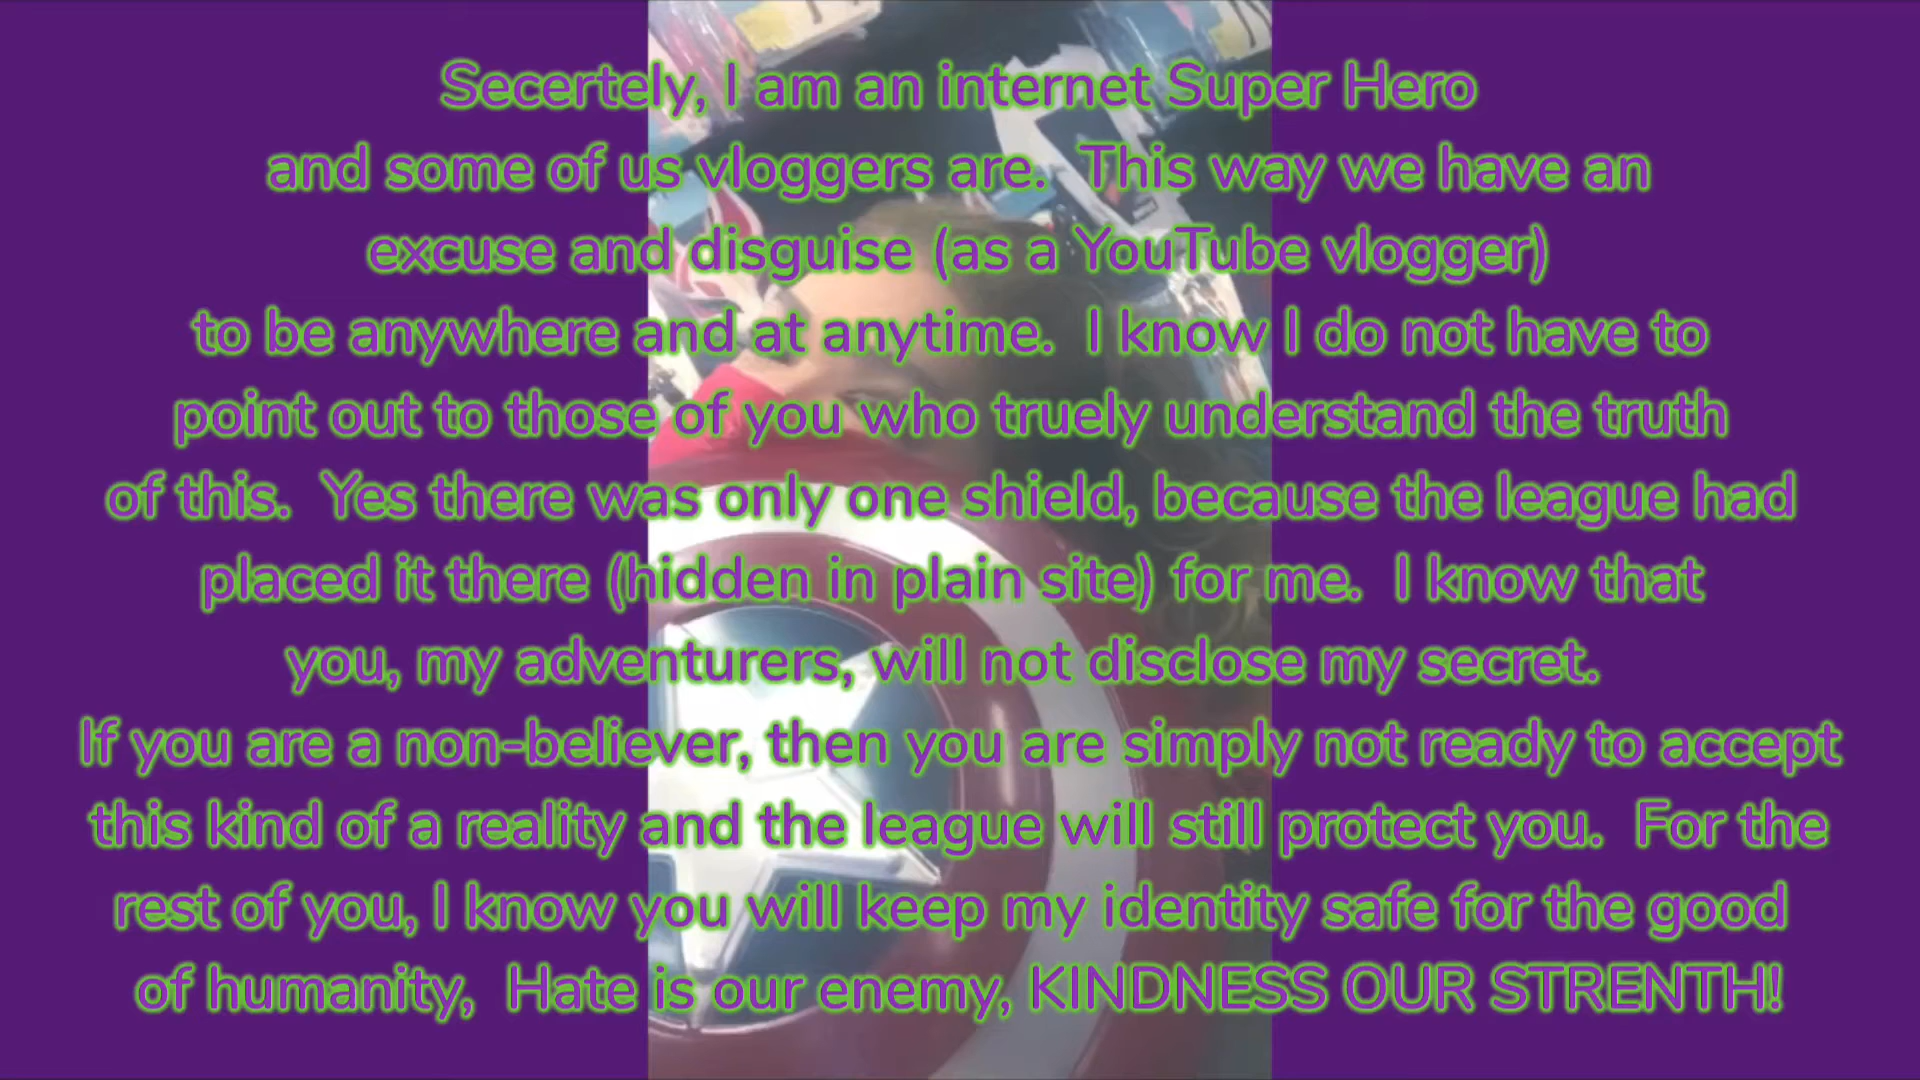 Secertely, I am an internet Super Hero
and some of us vloggers are. This way we have an
excuse and disguise (as a YouTube vlogger)
to be anywhere and at anytime. I know I do not have to
point out to those of you who truely understand the truth
of this. Yes there was only one shield, because the league had
placed it there (hidden in plain site) for me. I know that
you, my adventurers, will not disclose my secret.
If you are a non-believer, then you are simply not ready to accept
this kind of a reality and the league will still protect you. For the
rest of you, I know you will keep my identity safe for the good
of humanity, Hate is our enemy, KINDNESS OUR STRENTH!